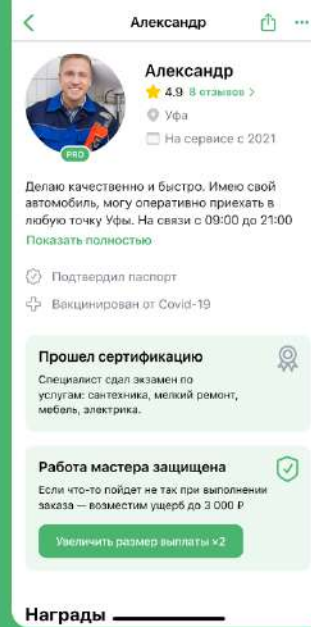 Александр
Александр
4.9 8 отзывов >
Уфа
На сервисе с 2021
PRO
Делаю качественно и быстро. Имею свой
автомобиль, могу оперативно приехать в
любую точку Уфы. На связи с 09:00 до 21:00
Показать полностью
Подтвердил паспорт
Вакцинирован от Covid-19
Прошел сертификацию
Специалист сдал экзамен по
услугам: сантехника, мелкий ремонт,
мебель, электрика.
Работа мастера защищена
Если что-то пойдет не так при выполнении
заказа — возместим ущерб до 3 000 ₽
Увеличить размер выплаты ×2
Награды